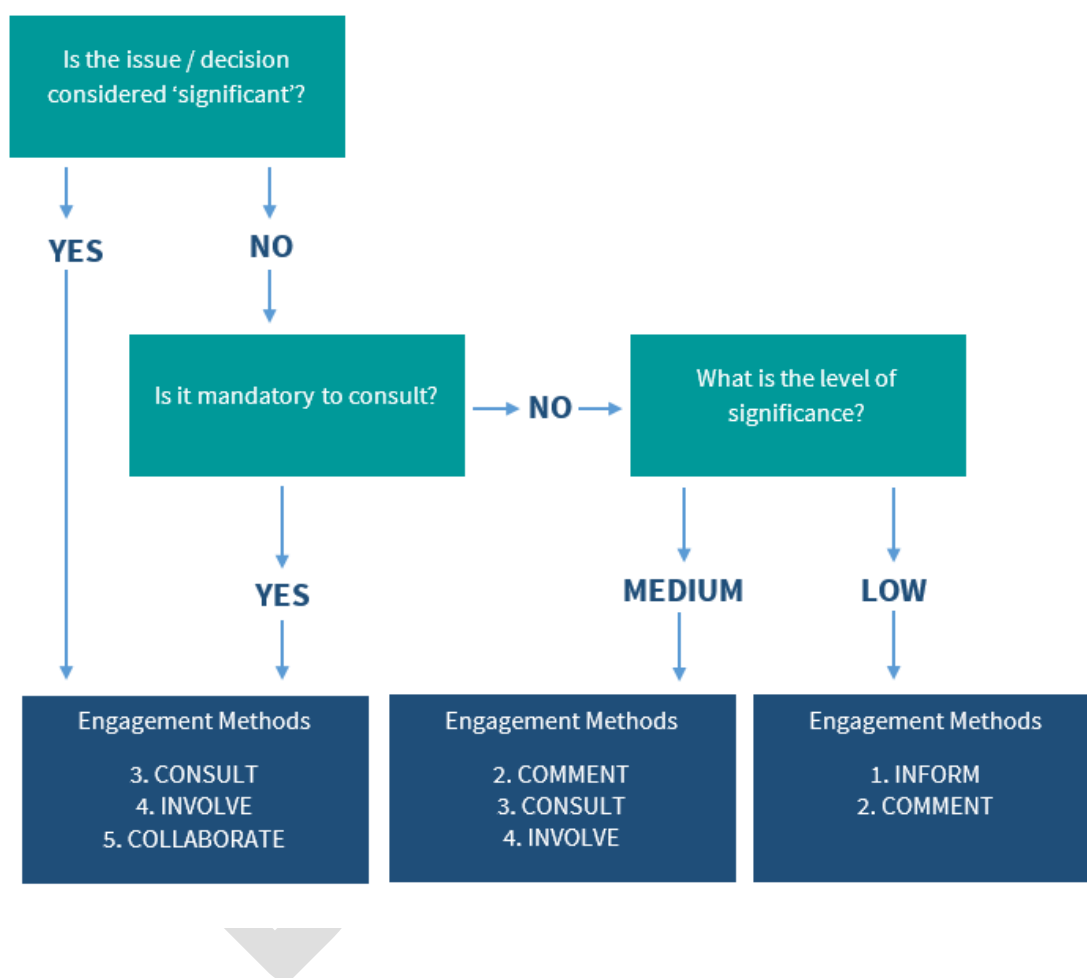 Is the issue / decision
considered ‘significant’?
YES
NO
Is it mandatory to consult?
NO
What is the level of
significance?
YES
MEDIUM
LOW
Engagement Methods
3. CONSULT
4. INVOLVE
5. COLLABORATE
Engagement Methods
2. COMMENT
3. CONSULT
4. INVOLVE
Engagement Methods
1. INFORM
2. COMMENT